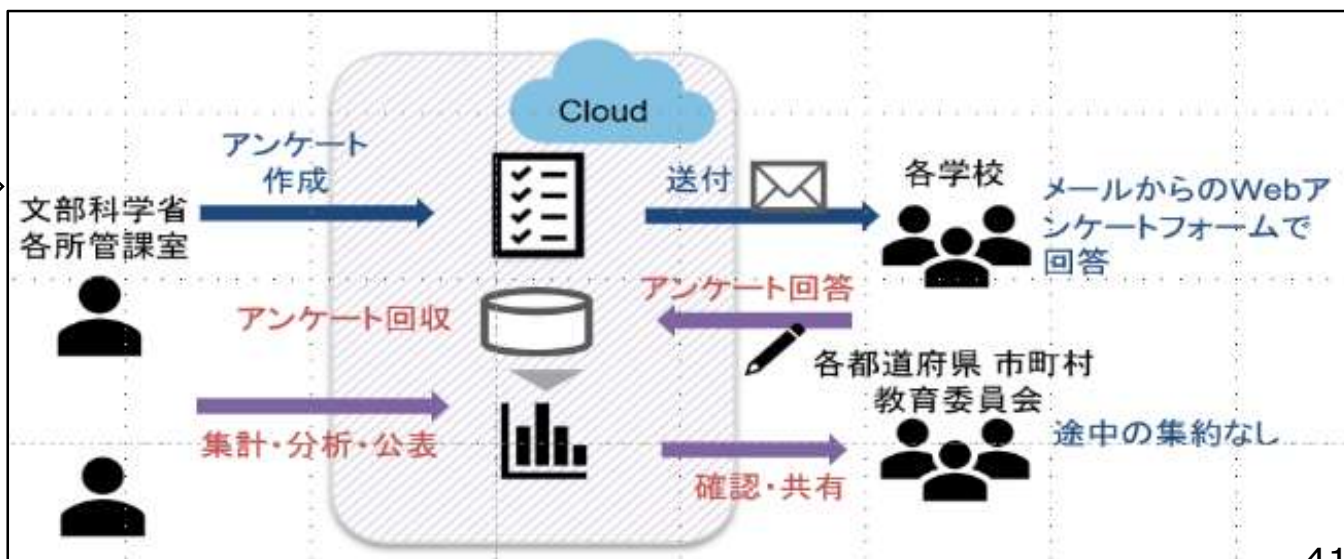 Cloud
アンケート
作成
送付
各学校
メールからのWebア
ンケートフォームで
回答
文部科学省
各所管課室
アンケート回収
アンケート回答
各都道府県 市町村
教育委員会
途中の集約なし
集計・分析・公表
確認・共有